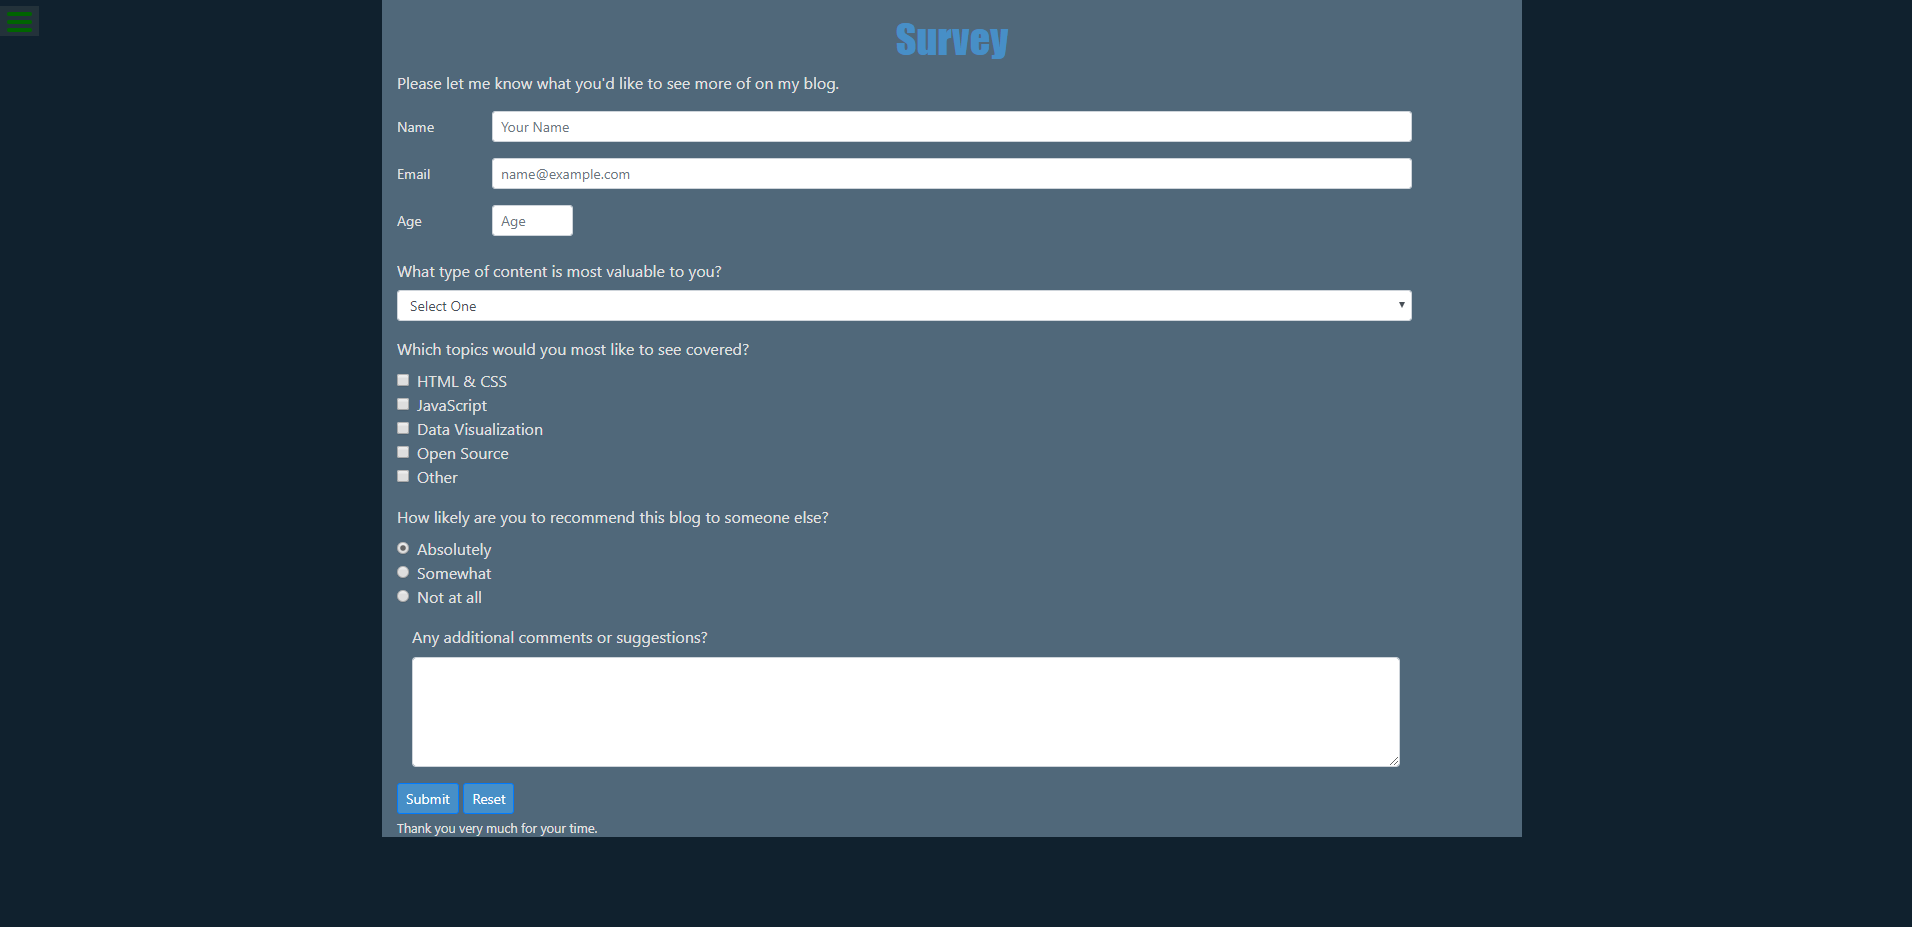 Survey
Please let me know what you'd like to see more of on my blog.
Name
Your Name
Email
name@example.com
Age
Age
What type of content is most valuable to you?
Select One
Which topics would you most like to see covered?
HTML & CSS
JavaScript
Data Visualization
Open Source
Other
How likely are you to recommend this blog to someone else?
Absolutely
Somewhat
Not at all
Any additional comments or suggestions?
Submit Reset
Thank you very much for your time.